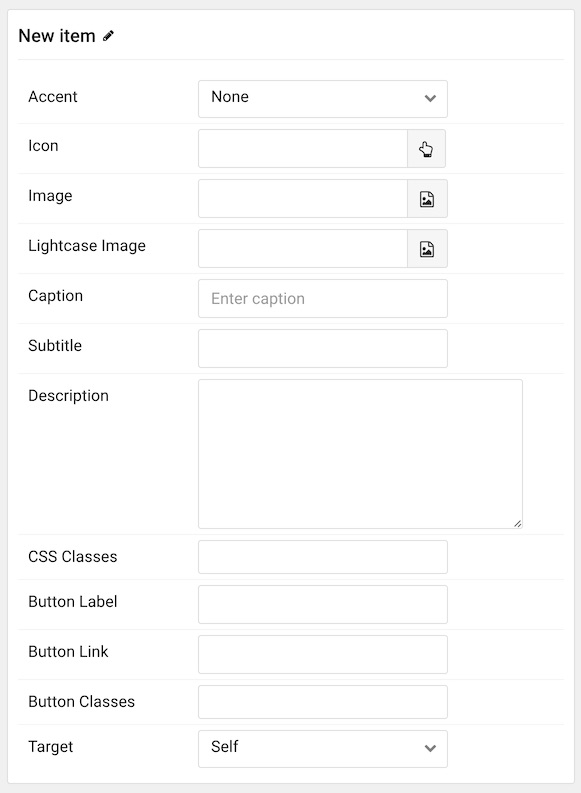 New item
Accent None
Icon
Image
Lightcase Image
Caption Enter caption
Subtitle
Description
CSS Classes
Button Label
Button Link
Button Classes
Target Self